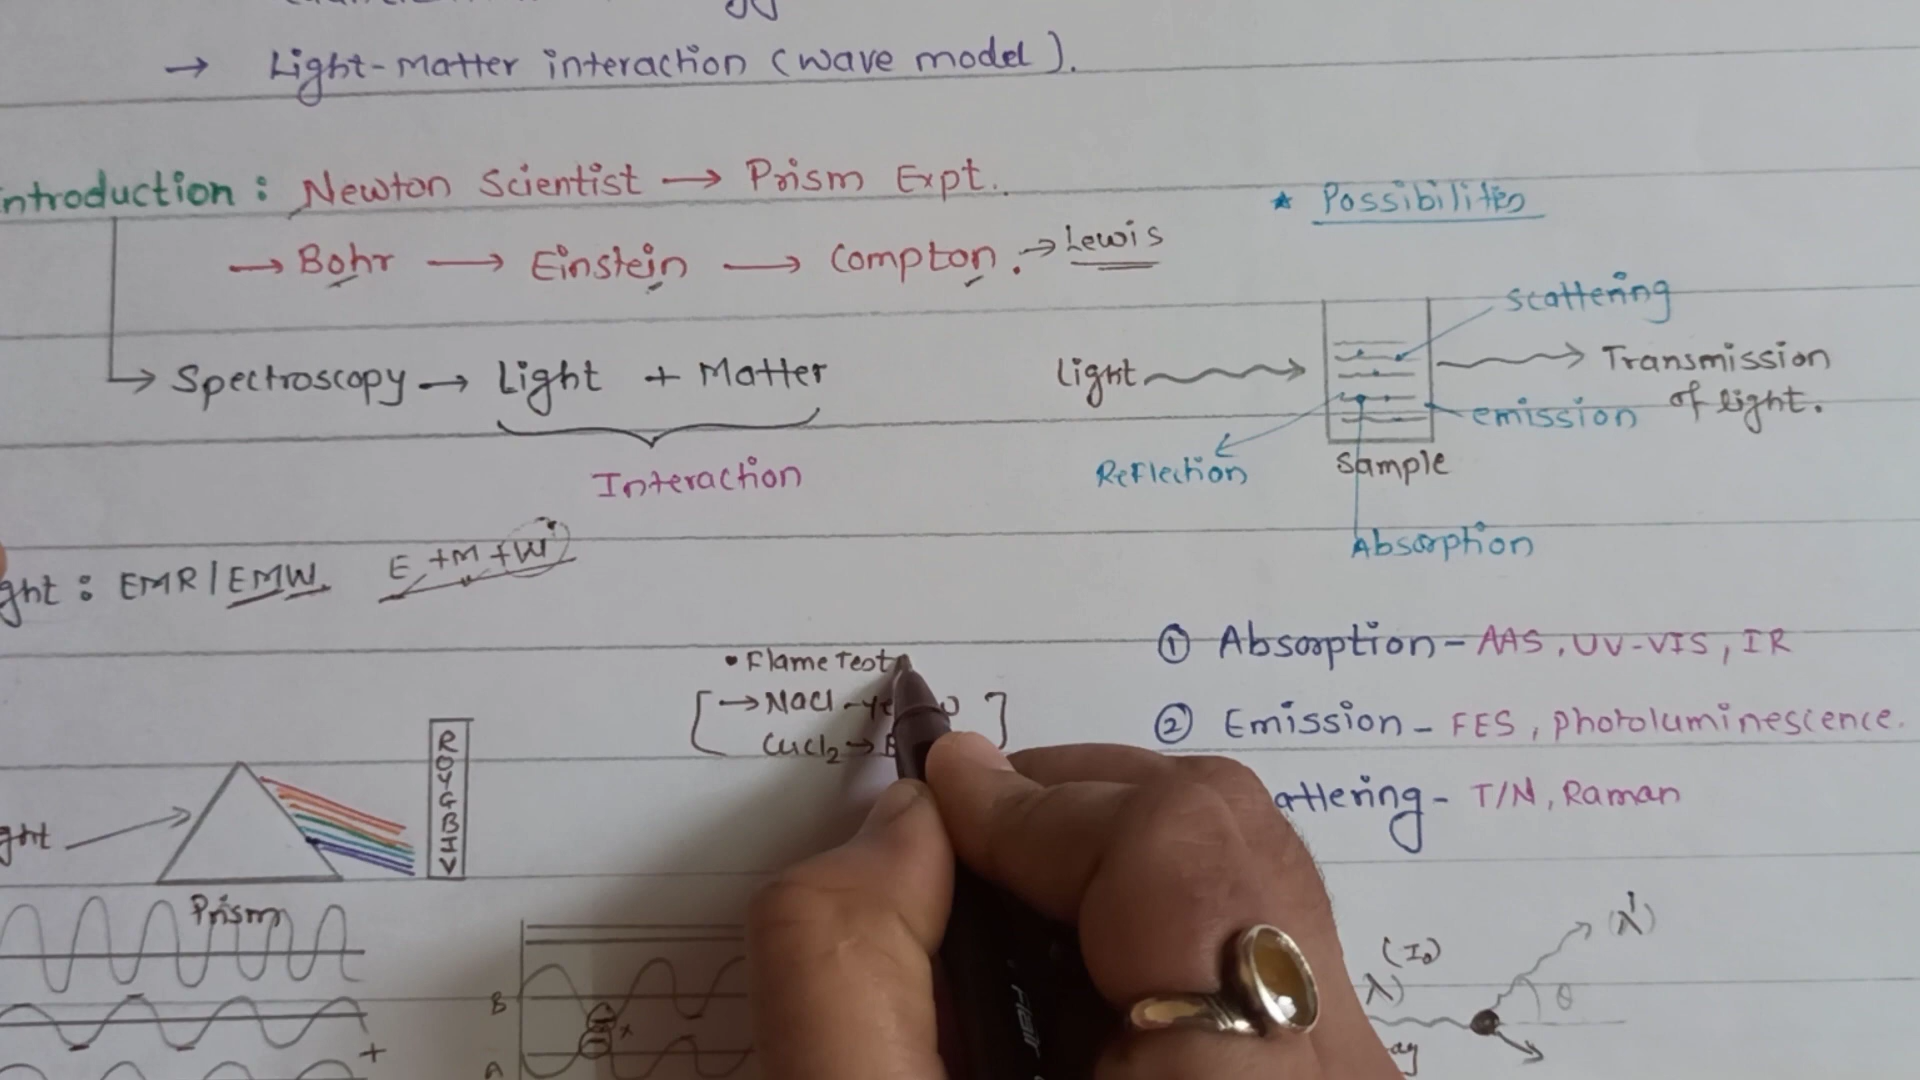 → Light-Matter interaction (wave model).
ntroduction : Newton Scientist → Prism Expt.
→ Bohr → Einstein → Compton. → Lewis
* Possibilites
Scattering
→ Spectroscopy → Light + Matter
Light
Transmission
of light.
emission
Reflection
Sample
Interaction
Absorption
ght : EMR/EMW. E+M+W
① Absorption - AAS, UV-VIS, IR
• Flame Test
→ NaCl -
CuCl2 →
② Emission - FES, photoluminescence.
attering - T/N, Raman
R
O
Y
G
B
I
V
ght
Prism
(I₀)
(λ')
λ)
θ
B
x
A
+